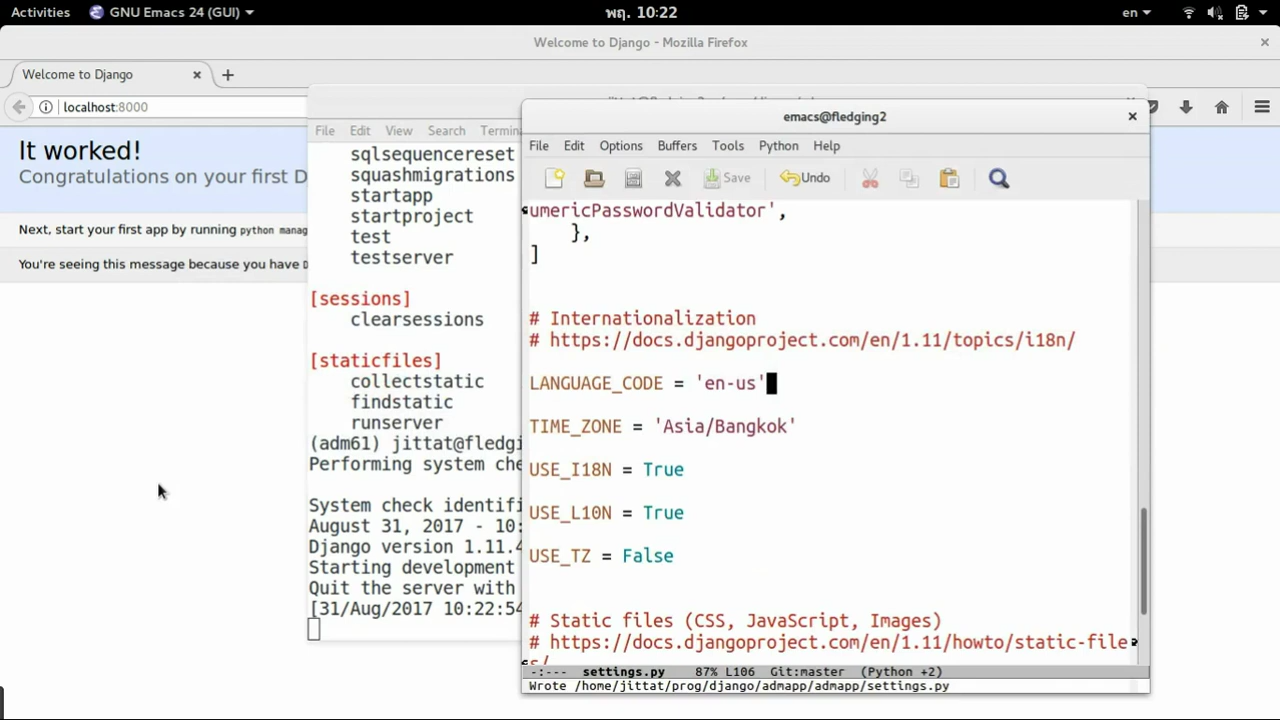 Activities GNU Emacs 24 (GUI) พฤ. 10:22 en
Welcome to Django - Mozilla Firefox
Welcome to Django
localhost:8000
It worked!
Congratulations on your first D
Next, start your first app by running python manag
You're seeing this message because you have
File Edit View Search Termin
sqlsequencereset
squashmigrations
startapp
startproject
test
testserver
[sessions]
clearsessions
[staticfiles]
collectstatic
findstatic
runserver
(adm61) jittat@fledgi
Performing system che
System check identifi
August 31, 2017 - 10:
Django version 1.11.4
Starting development
Quit the server with
[31/Aug/2017 10:22:54
emacs@fledging2
File Edit Options Buffers Tools Python Help
Save Undo
umericPasswordValidator',
},
]
# Internationalization
# https://docs.djangoproject.com/en/1.11/topics/i18n/
LANGUAGE_CODE = 'en-us'
TIME_ZONE = 'Asia/Bangkok'
USE_I18N = True
USE_L10N = True
USE_TZ = False
# Static files (CSS, JavaScript, Images)
# https://docs.djangoproject.com/en/1.11/howto/static-file
s/
-:--- settings.py 87% L106 Git:master (Python +2)
Wrote /home/jittat/prog/django/admapp/admapp/settings.py